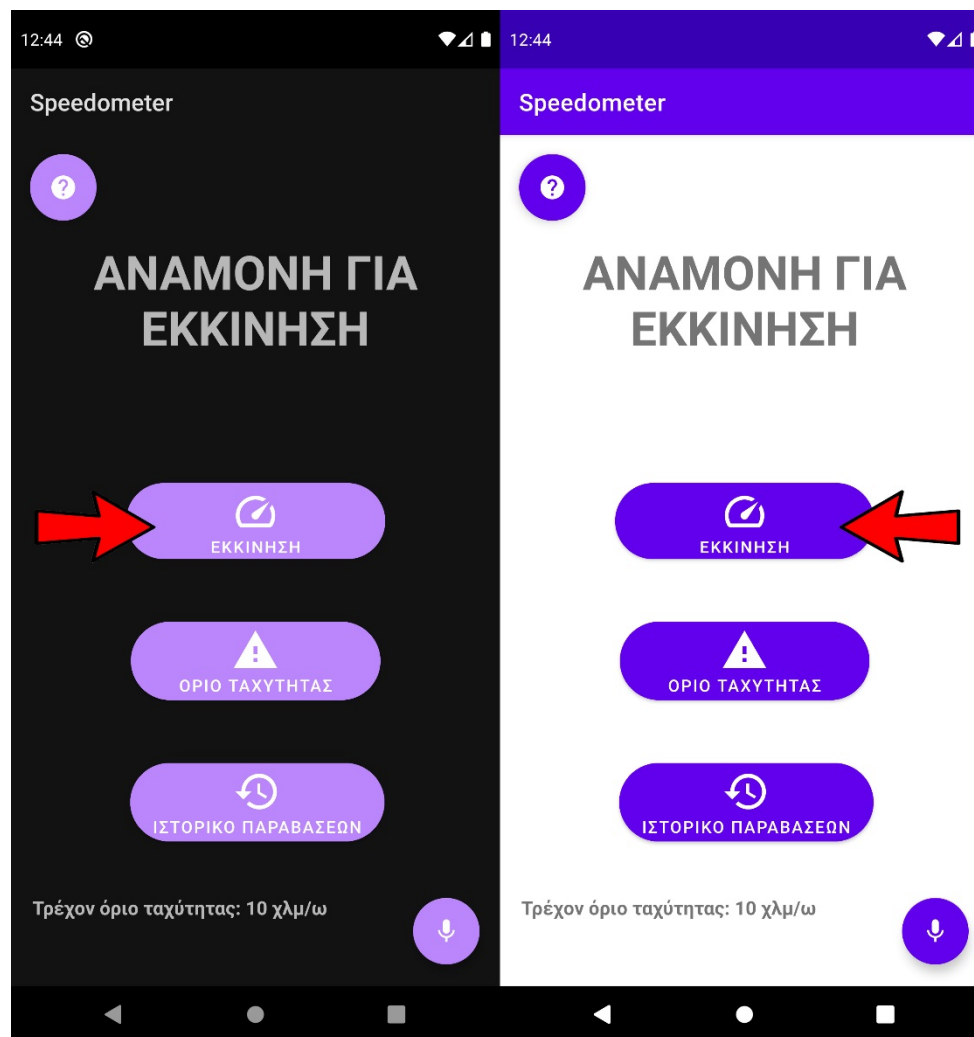 12:44
Speedometer
ΑΝΑΜΟΝΗ ΓΙΑ
ΕΚΚΙΝΗΣΗ
ΕΚΚΙΝΗΣΗ
ΟΡΙΟ ΤΑΧΥΤΗΤΑΣ
ΙΣΤΟΡΙΚΟ ΠΑΡΑΒΑΣΕΩΝ
Τρέχον όριο ταχύτητας: 10 χλμ/ω
12:44
Speedometer
ΑΝΑΜΟΝΗ ΓΙΑ
ΕΚΚΙΝΗΣΗ
ΕΚΚΙΝΗΣΗ
ΟΡΙΟ ΤΑΧΥΤΗΤΑΣ
ΙΣΤΟΡΙΚΟ ΠΑΡΑΒΑΣΕΩΝ
Τρέχον όριο ταχύτητας: 10 χλμ/ω